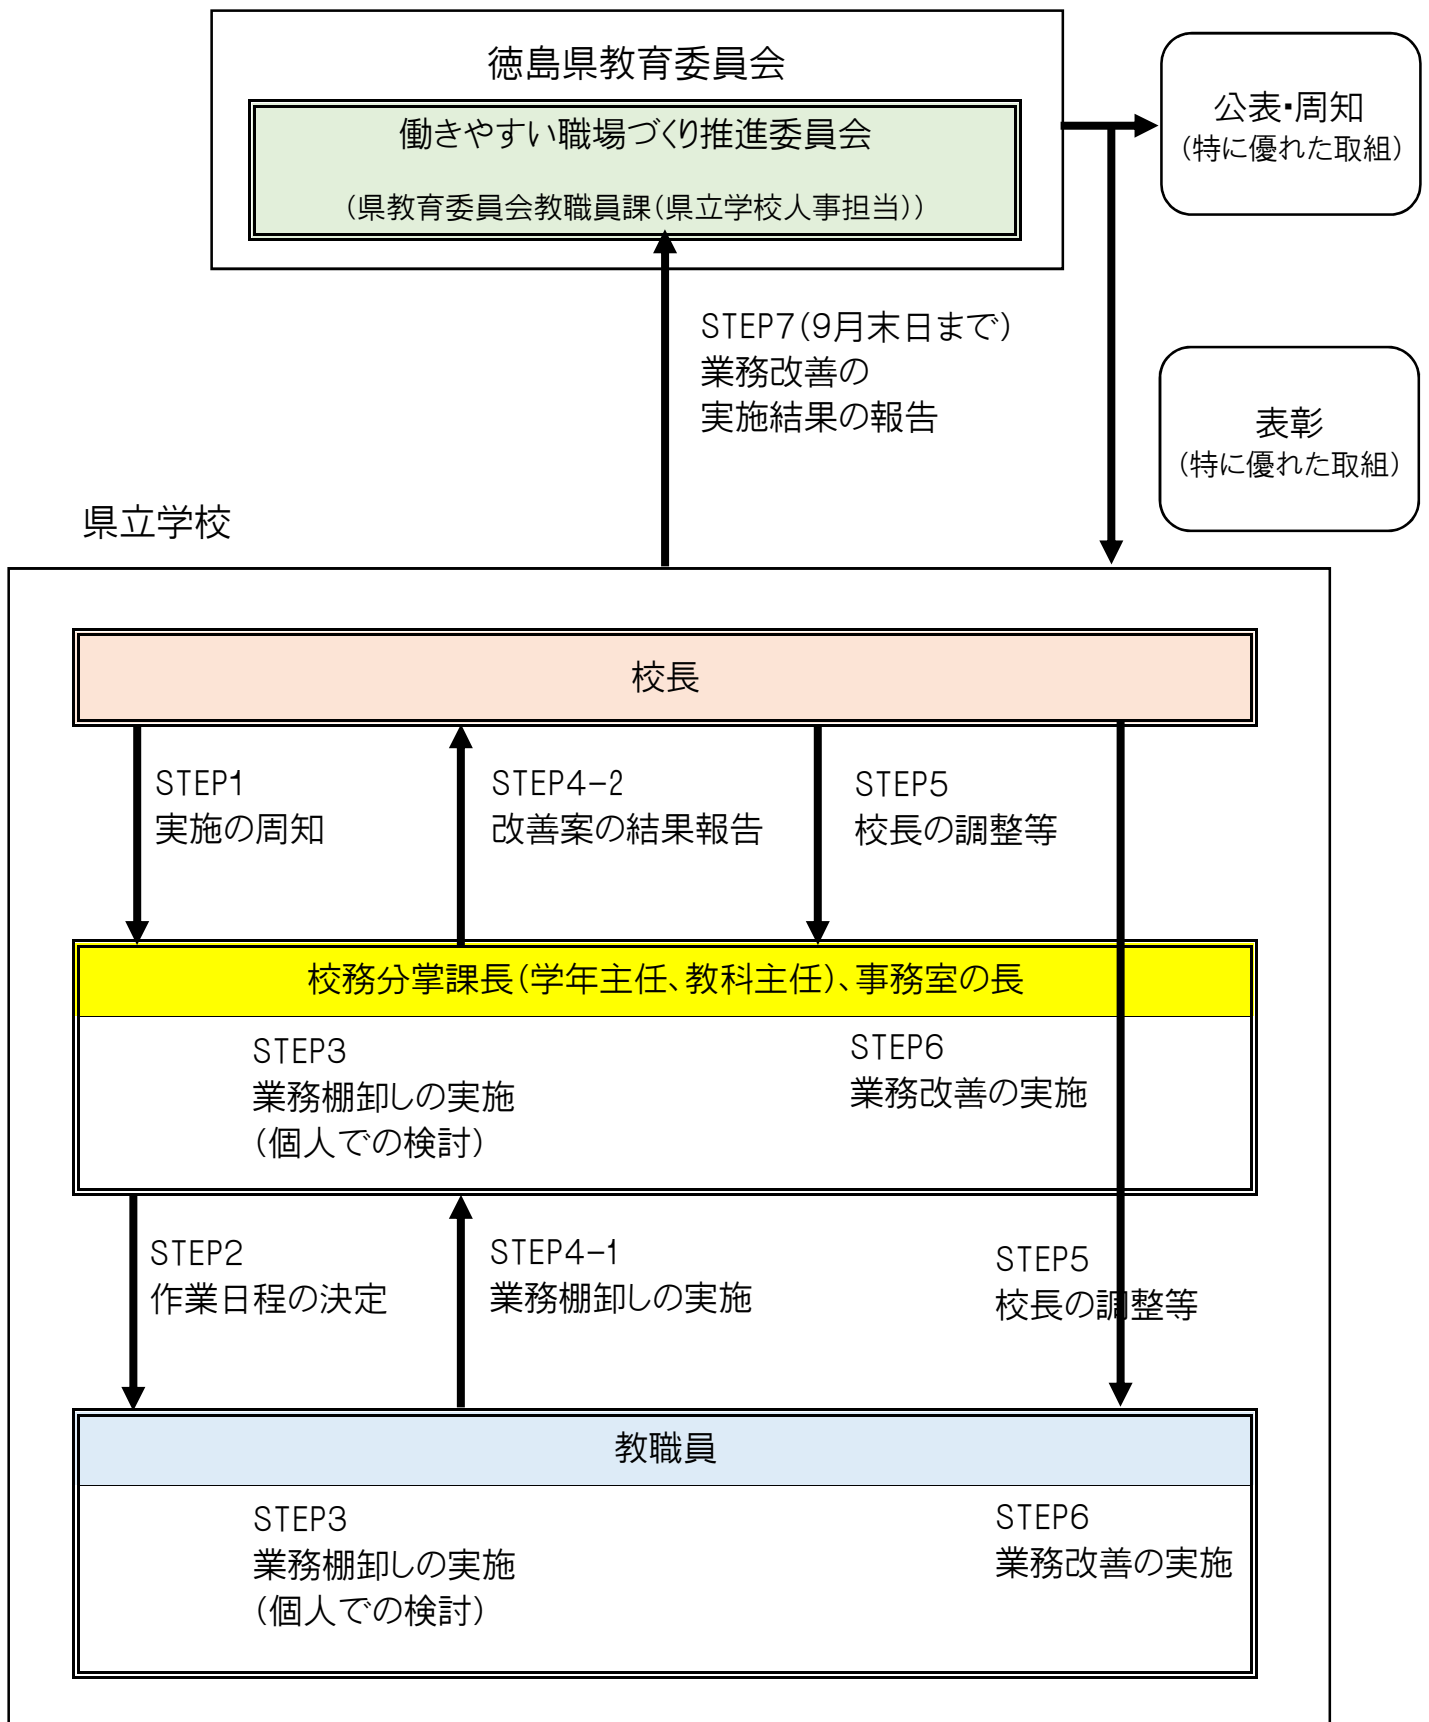 徳島県教育委員会
働きやすい職場づくり推進委員会
(県教育委員会教職員課(県立学校人事担当))
公表・周知
(特に優れた取組)
STEP7(9月末日まで)
業務改善の
実施結果の報告
表彰
(特に優れた取組)
県立学校
校長
STEP1
実施の周知
STEP4-2
改善案の結果報告
STEP5
校長の調整等
校務分掌課長(学年主任、教科主任)、事務室の長
STEP3
業務棚卸しの実施
(個人での検討)
STEP6
業務改善の実施
STEP2
作業日程の決定
STEP4-1
業務棚卸しの実施
STEP5
校長の調整等
教職員
STEP3
業務棚卸しの実施
(個人での検討)
STEP6
業務改善の実施